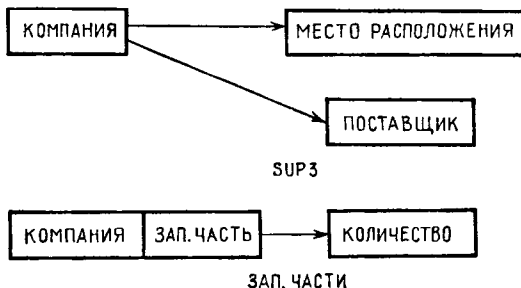 КОМПАНИЯ
МЕСТО РАСПОЛОЖЕНИЯ
ПОСТАВЩИК
SUP3
КОМПАНИЯ ЗАП. ЧАСТЬ КОЛИЧЕСТВО
ЗАП. ЧАСТИ